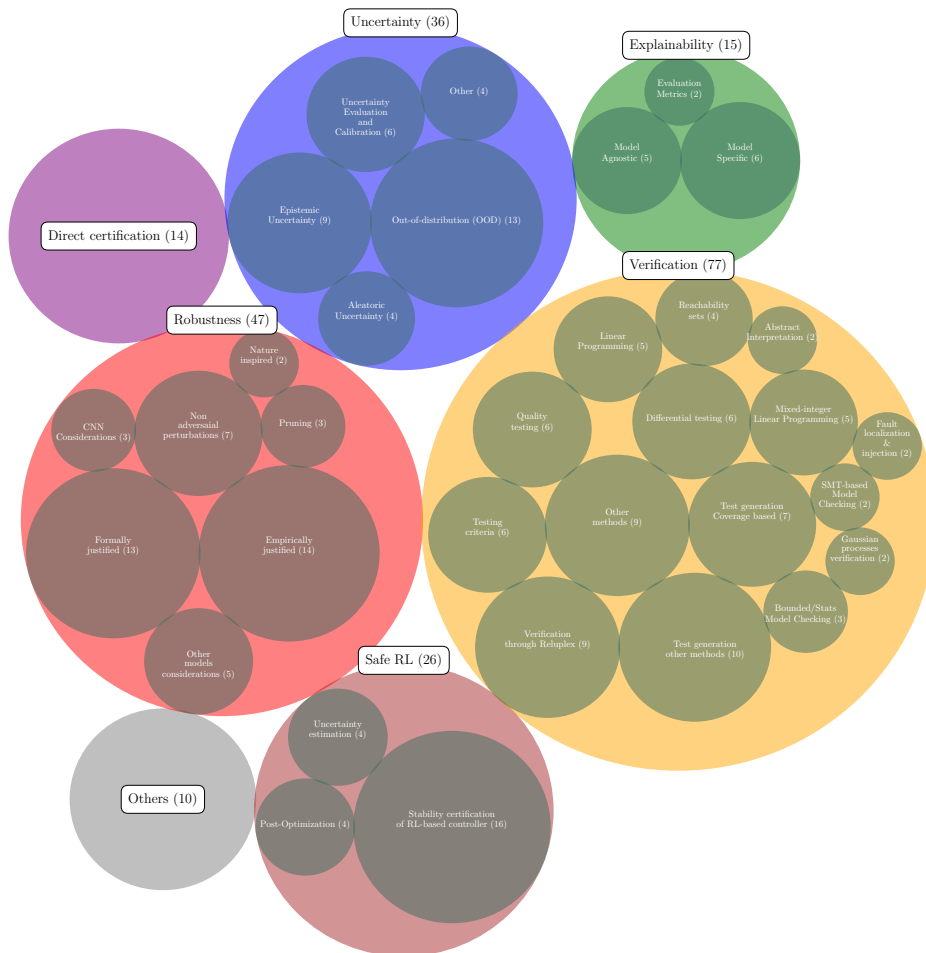 Uncertainty (36)
Uncertainty
Evaluation
and
Calibration (6)
Other (4)
Epistemic
Uncertainty (9)
Out-of-distribution (OOD) (13)
Aleatoric
Uncertainty (4)
Explainability (15)
Evaluation
Metrics (2)
Model
Agnostic (5)
Model
Specific (6)
Direct certification (14)
Robustness (47)
Nature
inspired (2)
CNN
Considerations (3)
Non
adversaial
perturbations (7)
Pruning (3)
Formally
justified (13)
Empirically
justified (14)
Other
models
considerations (5)
Verification (77)
Reachability
sets (4)
Linear
Programming (5)
Abstract
Interpretation (2)
Quality
testing (6)
Differential testing (6)
Mixed-integer
Linear Programming (5)
Fault
localization
&
injection (2)
SMT-based
Model
Checking (2)
Testing
criteria (6)
Other
methods (9)
Test generation
Coverage based (7)
Gaussian
processes
verification (2)
Bounded/Stats
Model Checking (3)
Verification
through Reluplex (9)
Test generation
other methods (10)
Safe RL (26)
Uncertainty
estimation (4)
Post-Optimization (4)
Stability certification
of RL-based controller (16)
Others (10)